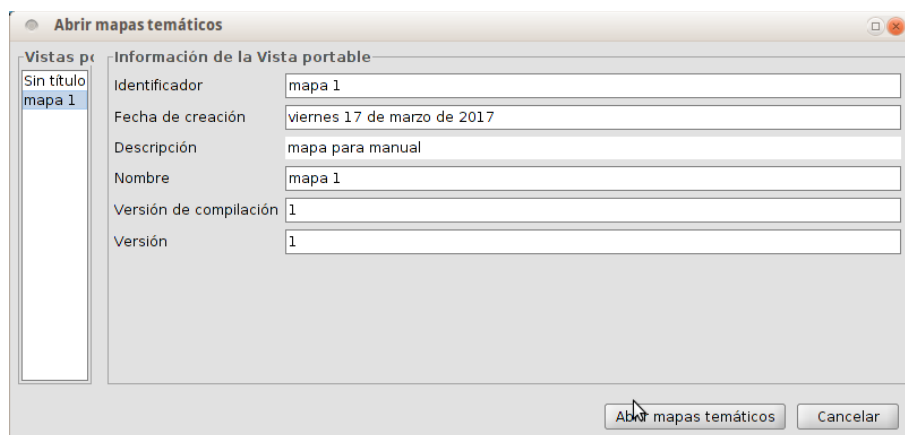 Abrir mapas temáticos
Vistas po
Información de la Vista portable
Sin título
mapa 1
Identificador
mapa 1
Fecha de creación
viernes 17 de marzo de 2017
Descripción
mapa para manual
Nombre
mapa 1
Versión de compilación
1
Versión
1
Abrir mapas temáticos
Cancelar